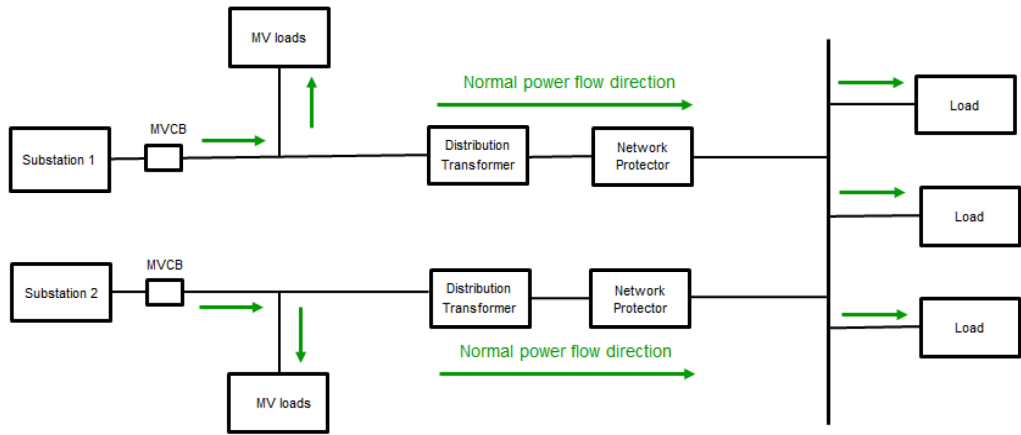 MV loads
Normal power flow direction
Load
MVCB
Substation 1
Distribution
Transformer
Network
Protector
Load
MVCB
Substation 2
Distribution
Transformer
Network
Protector
Load
Normal power flow direction
MV loads